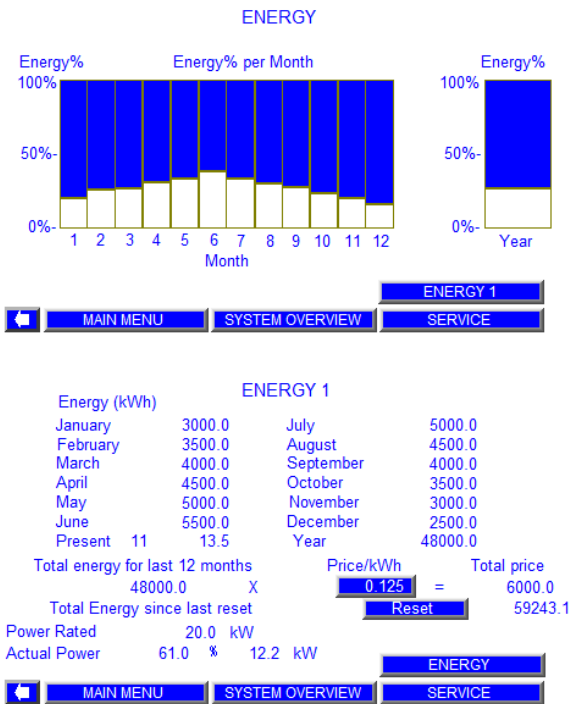 ENERGY
Energy% Energy% per Month Energy%
100% 100%
50%- 50%-
0%- 0%-
1 2 3 4 5 6 7 8 9 10 11 12 Year
Month
ENERGY 1
MAIN MENU SYSTEM OVERVIEW SERVICE
ENERGY 1
Energy (kWh)
January 3000.0 July 5000.0
February 3500.0 August 4500.0
March 4000.0 September 4000.0
April 4500.0 October 3500.0
May 5000.0 November 3000.0
June 5500.0 December 2500.0
Present 11 13.5 Year 48000.0
Total energy for last 12 months Price/kWh Total price
48000.0 X 0.125 = 6000.0
Total Energy since last reset Reset 59243.1
Power Rated 20.0 kW
Actual Power 61.0 % 12.2 kW
ENERGY
MAIN MENU SYSTEM OVERVIEW SERVICE